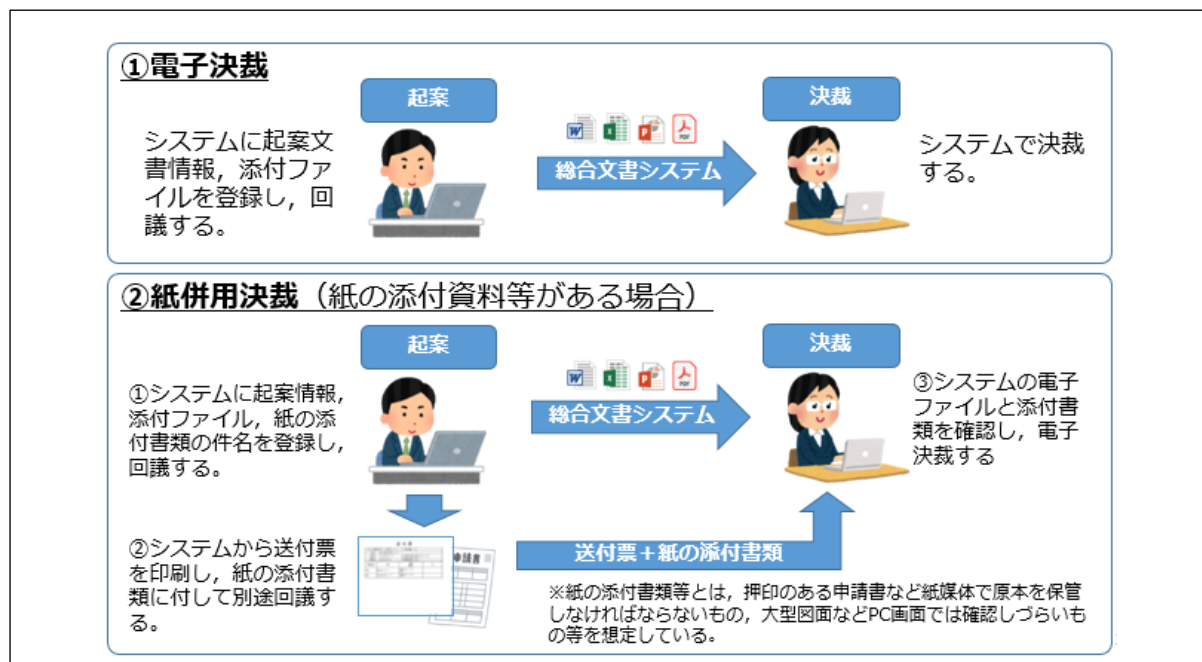 ①電子決裁
起案
決裁
システムに起案文
書情報，添付ファ
イルを登録し，回
議する。
総合文書システム
システムで決裁
する。
②紙併用決裁（紙の添付資料等がある場合）
起案
決裁
①システムに起案情報，
添付ファイル，紙の添
付書類の件名を登録し，
回議する。
総合文書システム
③システムの電子
ファイルと添付書
類を確認し，電子
決裁する
②システムから送付票
を印刷し，紙の添付書
類に付して別途回議す
る。
申請書
送付票＋紙の添付書類
※紙の添付書類等とは，押印のある申請書など紙媒体で原本を保管
しなければならないもの，大型図面などPC画面では確認しづらいも
の等を想定している。